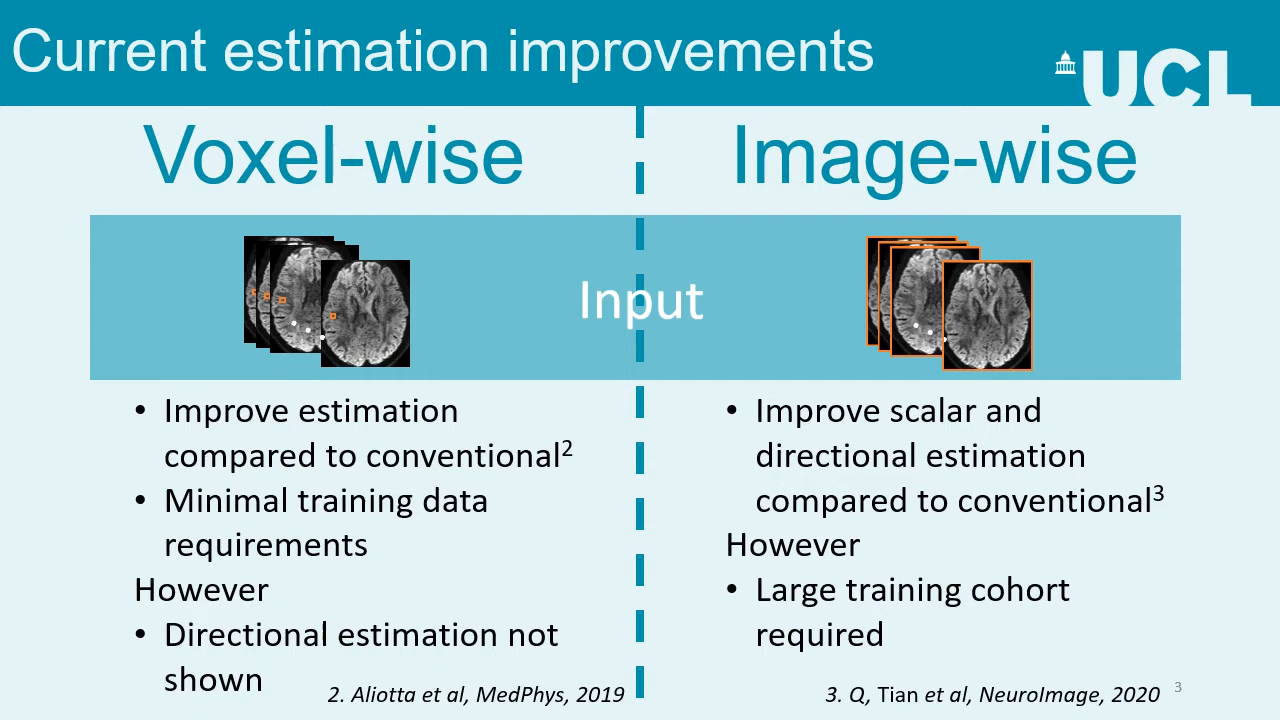 Current estimation improvements
UCL
Voxel-wise
Image-wise
Input
• Improve estimation
compared to conventional2
• Minimal training data
requirements
However
• Directional estimation not
shown
2. Aliotta et al, MedPhys, 2019
• Improve scalar and
directional estimation
compared to conventional3
However
• Large training cohort
required
3. Q, Tian et al, NeuroImage, 2020
3